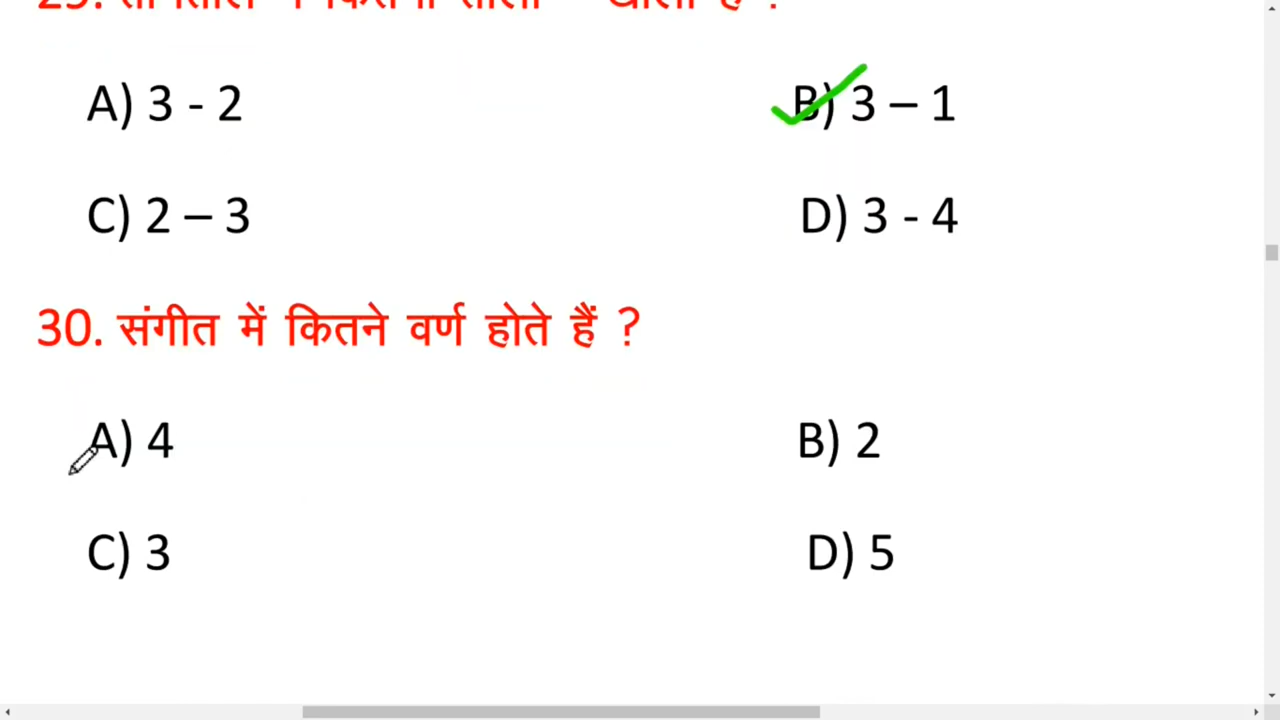 A) 3 - 2 B) 3 – 1
C) 2 – 3 D) 3 - 4
30. संगीत में कितने वर्ण होते हैं ?
A) 4 B) 2
C) 3 D) 5